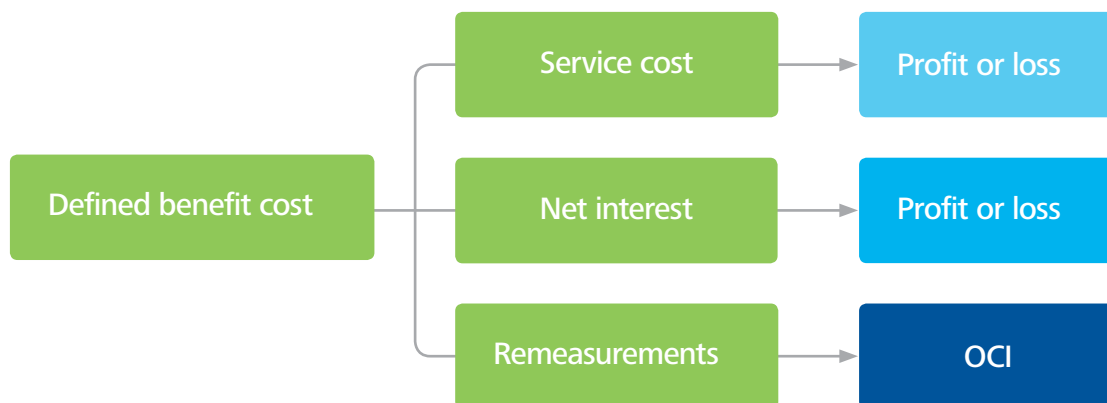 Service cost
Profit or loss
Defined benefit cost
Net interest
Profit or loss
Remeasurements
OCI